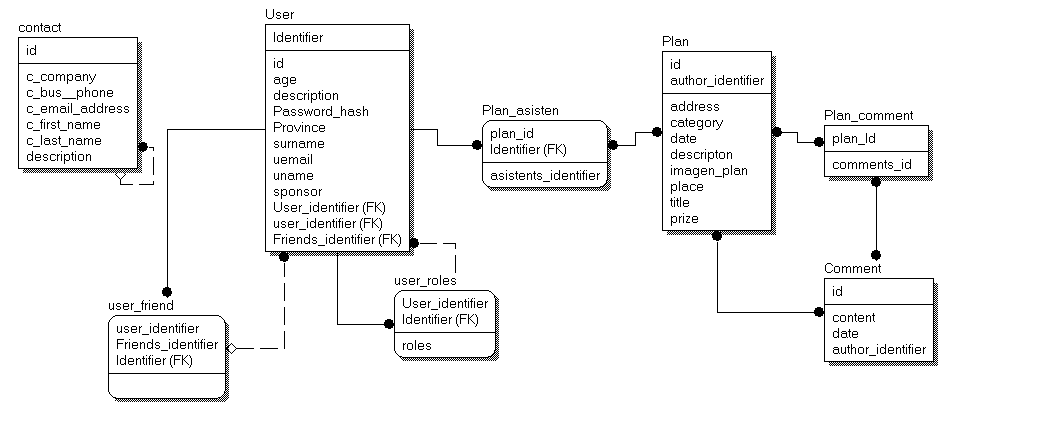 contact
id
c_company
c_bus__phone
c_email_address
c_first_name
c_last_name
description
User
Identifier
id
age
description
Password_hash
Province
surname
uemail
uname
sponsor
User_identifier (FK)
user_identifier (FK)
Friends_identifier (FK)
user_friend
user_identifier
Friends_identifier
Identifier (FK)
user_roles
User_identifier
Identifier (FK)
roles
Plan_asisten
plan_id
Identifier (FK)
asistents_identifier
Plan
id
author_identifier
address
category
date
descripton
imagen_plan
place
title
prize
Plan_comment
plan_Id
comments_id
Comment
id
content
date
author_identifier